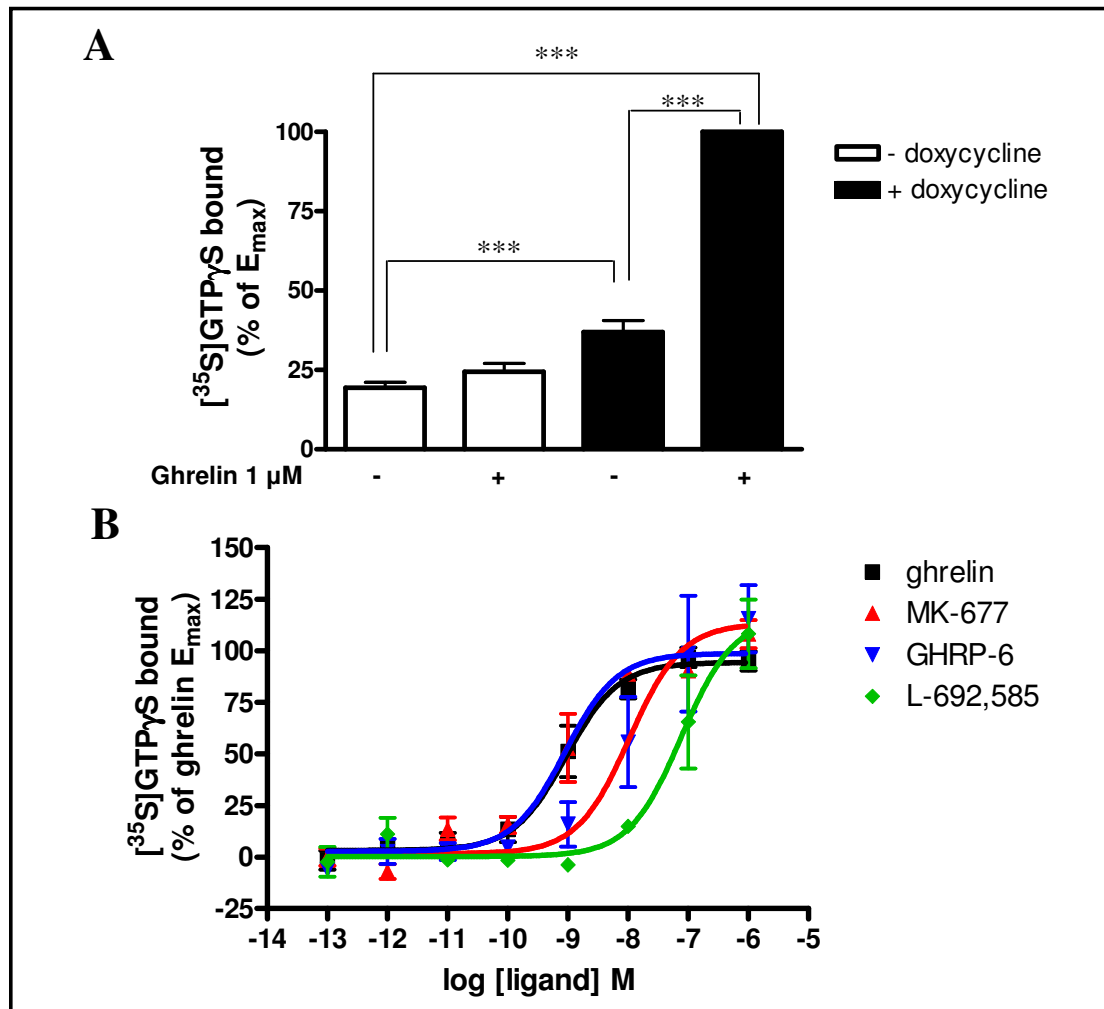 A
***
***
100
75
50
25
0
[³⁵S]GTPγS bound
(% of Emax)
***
- doxycycline
+ doxycycline
Ghrelin 1 µM - + - +
B
150
125
100
75
50
25
0
-25
[³⁵S]GTPγS bound
(% of ghrelin Emax)
-14 -13 -12 -11 -10 -9 -8 -7 -6 -5
log [ligand] M
ghrelin
MK-677
GHRP-6
L-692,585